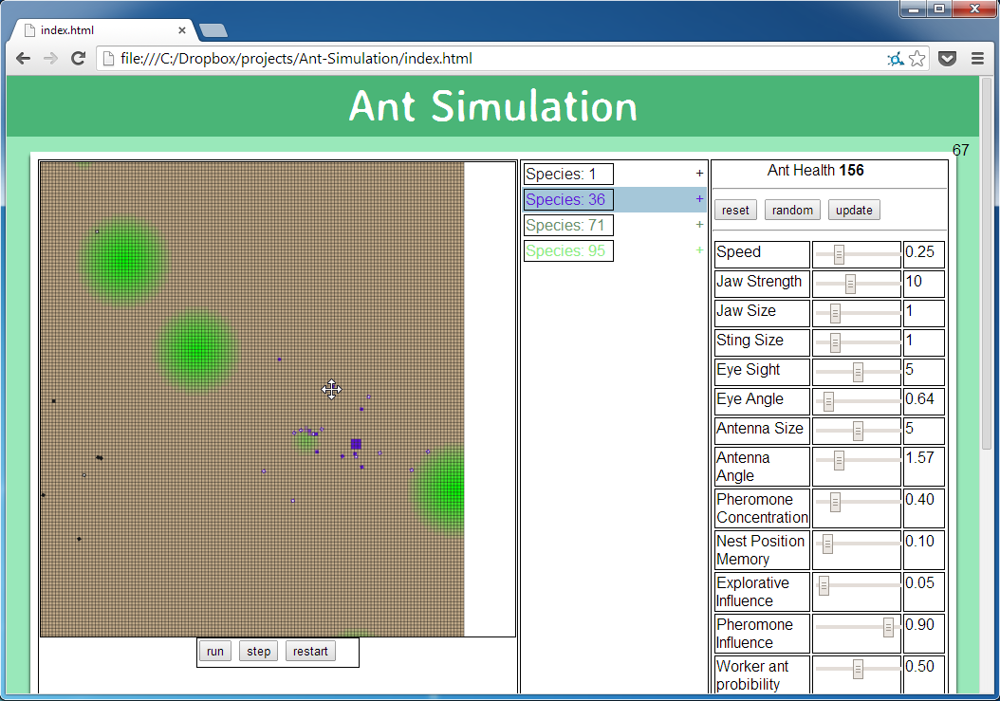 index.html
file:///C:/Dropbox/projects/Ant-Simulation/index.html
Ant Simulation
67
Species: 1 +
Species: 36 +
Species: 71 +
Species: 95 +
Ant Health 156
reset random update
Speed 0.25
Jaw Strength 10
Jaw Size 1
Sting Size 1
Eye Sight 5
Eye Angle 0.64
Antenna Size 5
Antenna
Angle 1.57
Pheromone
Concentration 0.40
Nest Position
Memory 0.10
Explorative
Influence 0.05
Pheromone
Influence 0.90
Worker ant
probibility 0.50
run step restart